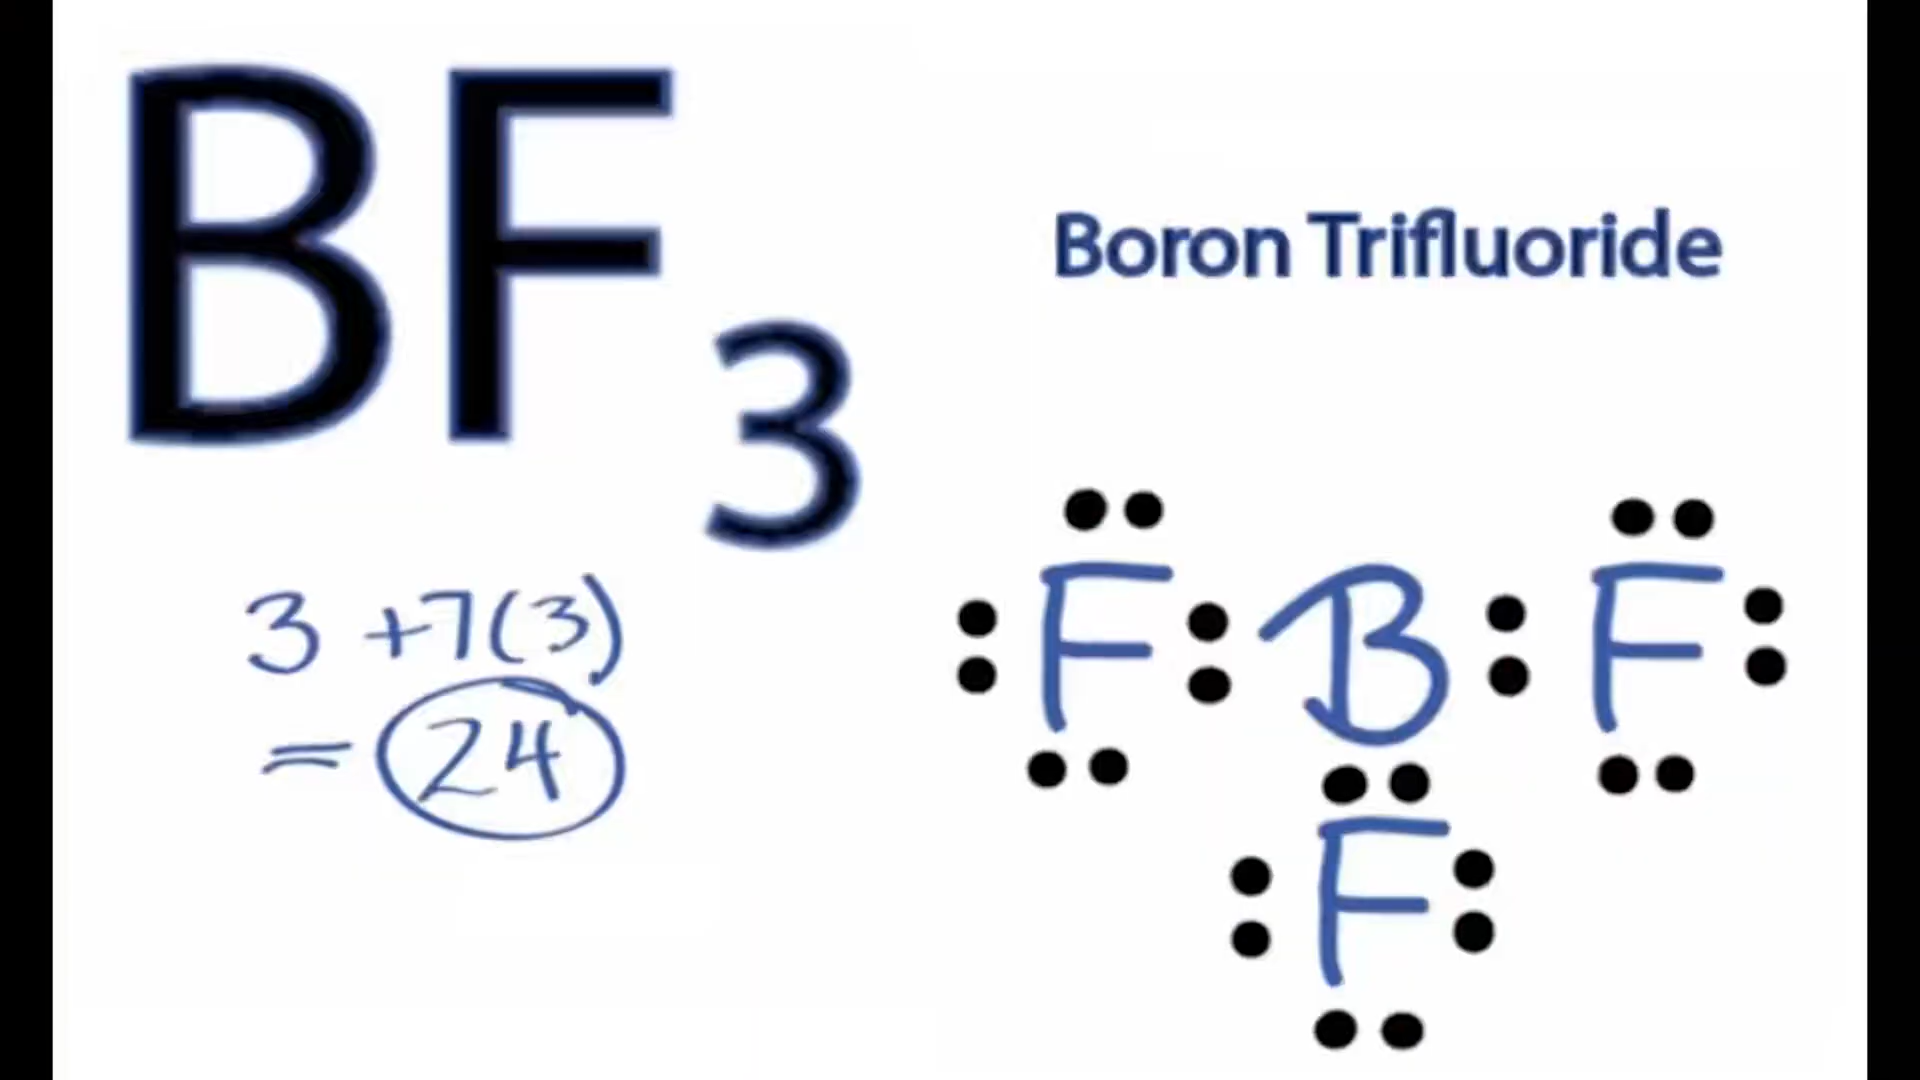 BF3
Boron Trifluoride
3 +7(3)
= 24
F B F
F